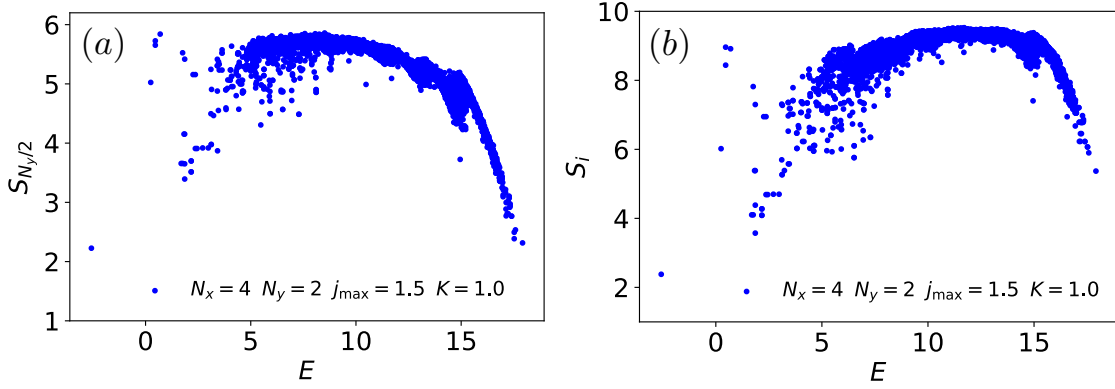 (a)
6
5
4
3
2
1
S_{N_y/2}
N_x = 4 N_y = 2 j_max = 1.5 K = 1.0
0 5 10 15
E
(b)
10
8
6
4
2
S_i
N_x = 4 N_y = 2 j_max = 1.5 K = 1.0
0 5 10 15
E